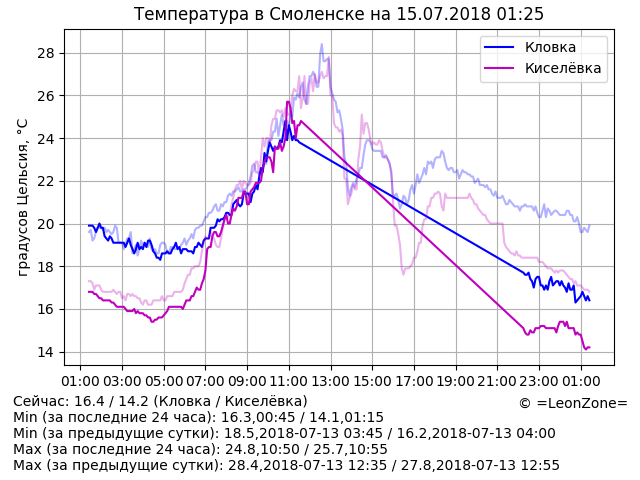 Температура в Смоленске на 15.07.2018 01:25
Кловка
Киселёвка
градусов Цельсия, °C
28
26
24
22
20
18
16
14
01:00 03:00 05:00 07:00 09:00 11:00 13:00 15:00 17:00 19:00 21:00 23:00 01:00
Сейчас: 16.4 / 14.2 (Кловка / Киселёвка)
© =LeonZone=
Min (за последние 24 часа): 16.3,00:45 / 14.1,01:15
Min (за предыдущие сутки): 18.5,2018-07-13 03:45 / 16.2,2018-07-13 04:00
Max (за последние 24 часа): 24.8,10:50 / 25.7,10:55
Max (за предыдущие сутки): 28.4,2018-07-13 12:35 / 27.8,2018-07-13 12:55